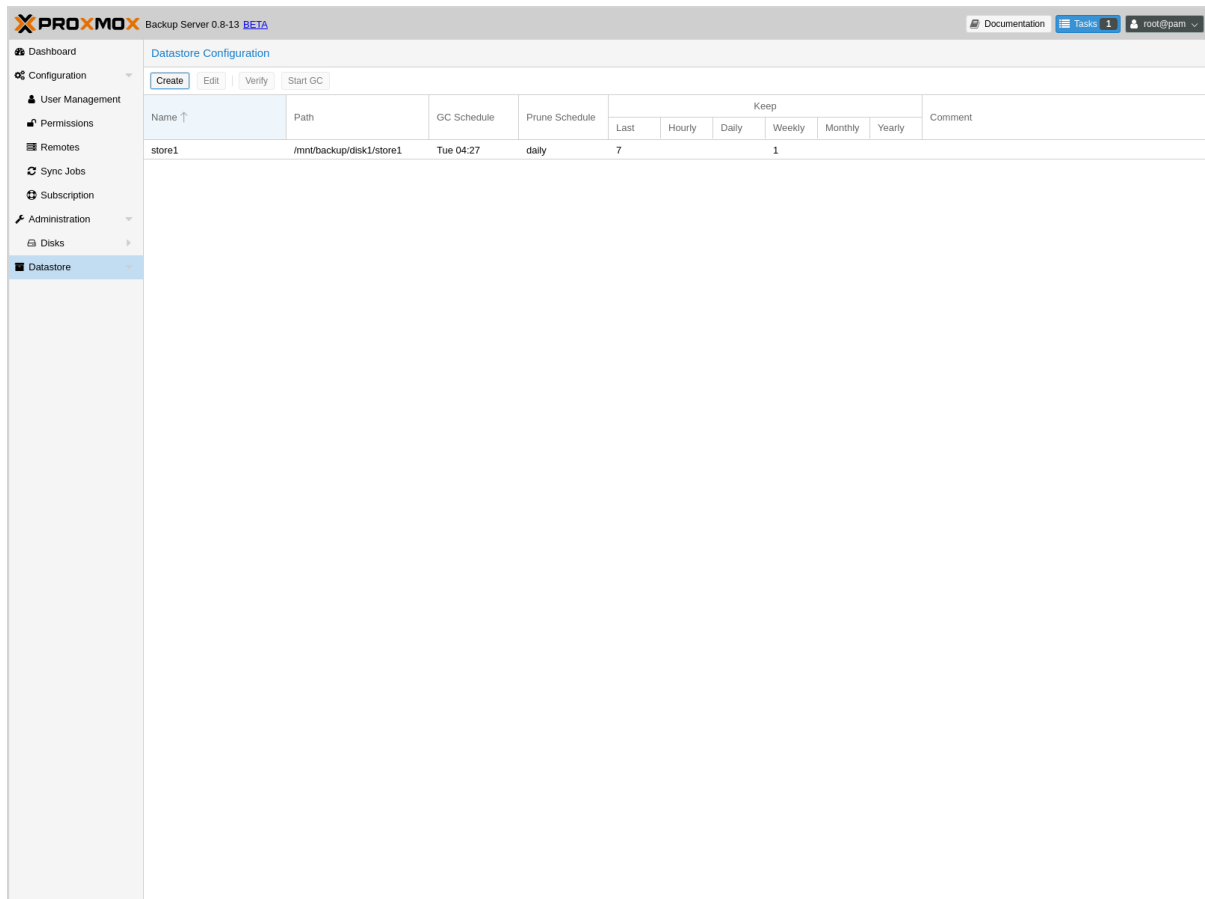 PROXMOX Backup Server 0.8-13 BETA Documentation Tasks 1 root@pam
Dashboard
Configuration
User Management
Permissions
Remotes
Sync Jobs
Subscription
Administration
Disks
Datastore
Datastore Configuration
Create Edit Verify Start GC
Name Path GC Schedule Prune Schedule Keep Comment
Last Hourly Daily Weekly Monthly Yearly
store1 /mnt/backup/disk1/store1 Tue 04:27 daily 7 1